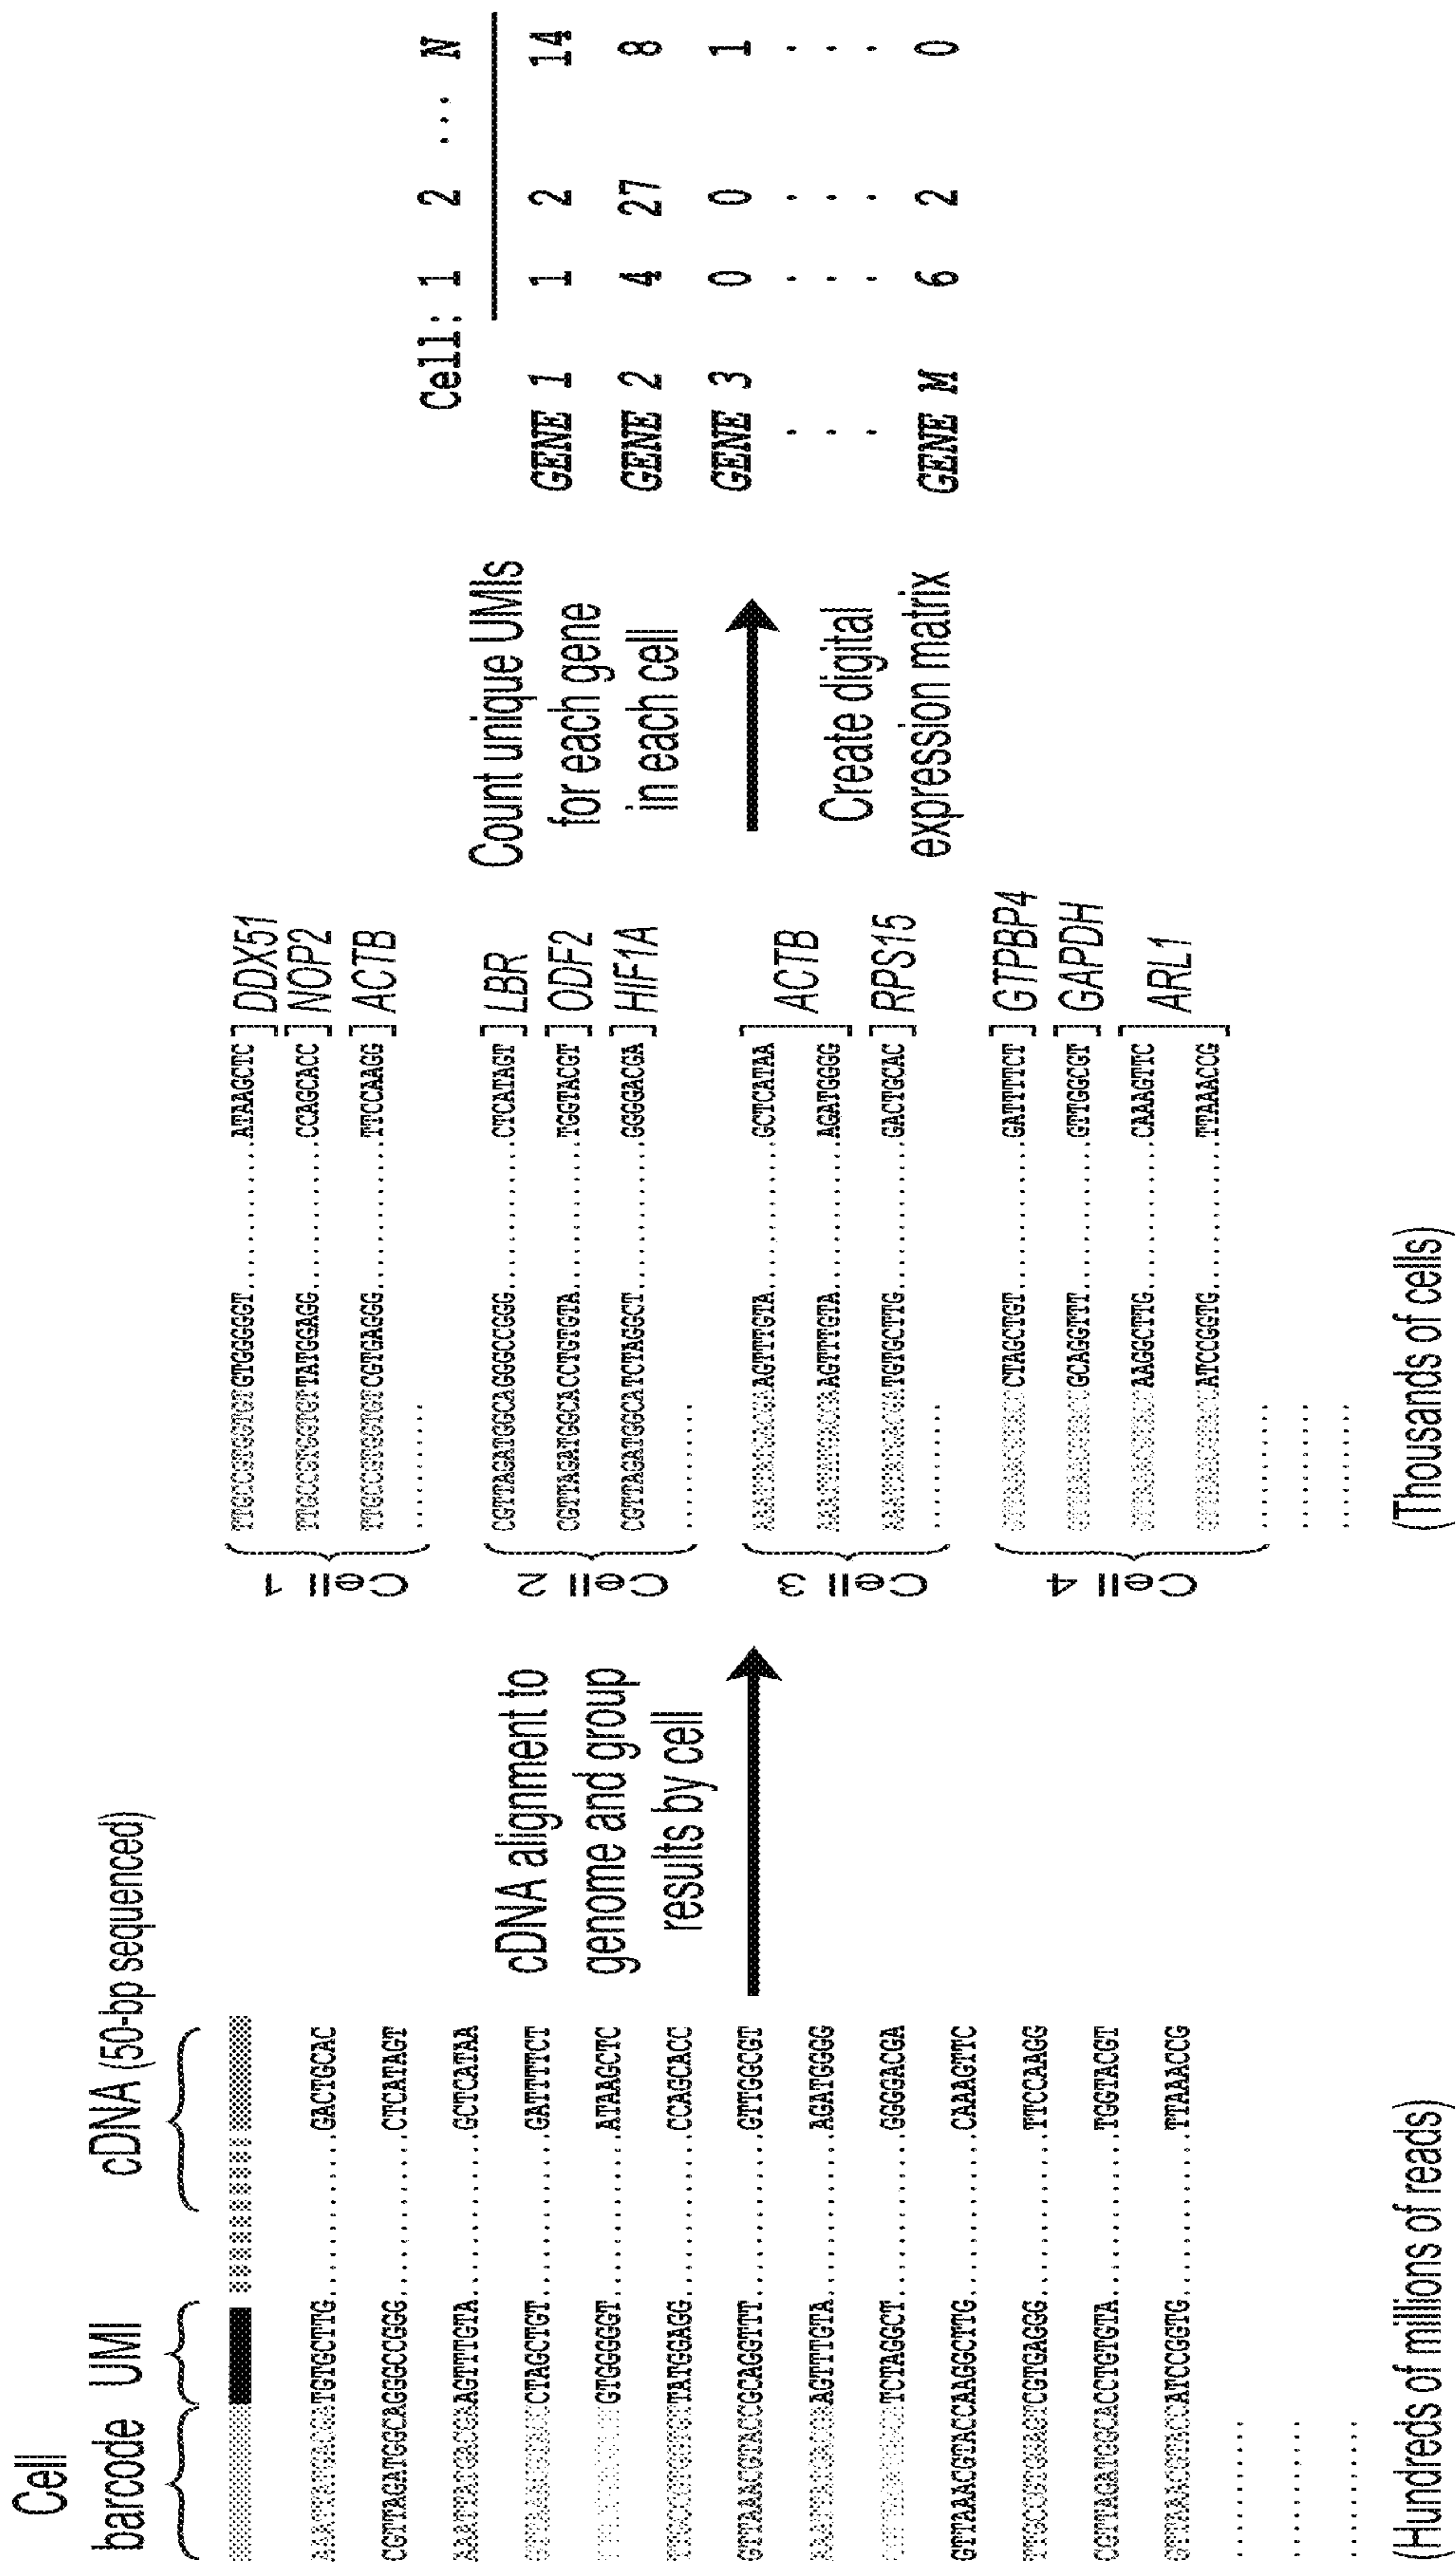 Cell
barcode UMI cDNA (50-bp sequenced)
TGTGCTTG............GACTGCAC
CGTTAGATGGCAGGGCCGGG............CTCATAGT
AGTTTGTA............GCTCATAA
CTAGCTGT............GATTTCT
GTGGGGGT............ATAAGCTC
TATGGAGG............CCAGCACC
GTTAAACGTACCGCAGGTTT............GTTGGCGT
AGTTTGTA............AGATGGGG
TCTAGGCT............GGGGACGA
GTTAAACGTACCAAGGCTTG............CAAAGTTC
CGTGAGGG............TTCCAAGG
CGTTAGATGGCACCTGTGTA............TGGTACGT
ATCCGGTG............TTAAACCG
(Hundreds of millions of reads)
cDNA alignment to
genome and group
results by cell
Cell 1
TTGCCGTGGTGTGTGGGGGT............ATAAGCTC ] DDX51
TTGCCGTGGTGTTATGGAGG............CCAGCACC ] NOP2
TTGCCGTGGTGTCGTGAGGG............TTCCAAGG ] ACTB
Cell 2
CGTTAGATGGCAGGGCCGGG............CTCATAGT ] LBR
CGTTAGATGGCACCTGTGTA............TGGTACGT ] ODF2
CGTTAGATGGCATCTAGGCT............GGGGACGA ] HIF1A
Cell 3
AGTTTGTA............GCTCATAA
ACTB
AGTTTGTA............AGATGGGG
TGTGCTTG............GACTGCAC ] RPS15
Cell 4
CTAGCTGT............GATTTTCT ] GTPBP4
GCAGGTTT............GTTGGCGT ] GAPDH
AAGGCTTG............CAAAGTTC
ARL1
ATCCGGTG............TTAAACCG
(Thousands of cells)
Count unique UMIs
for each gene
in each cell
Create digital
expression matrix
Cell: 1 2 ... N
GENE 1 1 2 14
GENE 2 4 27 8
GENE 3 0 0 1
. . . .
. . . .
. . . .
GENE M 6 2 0